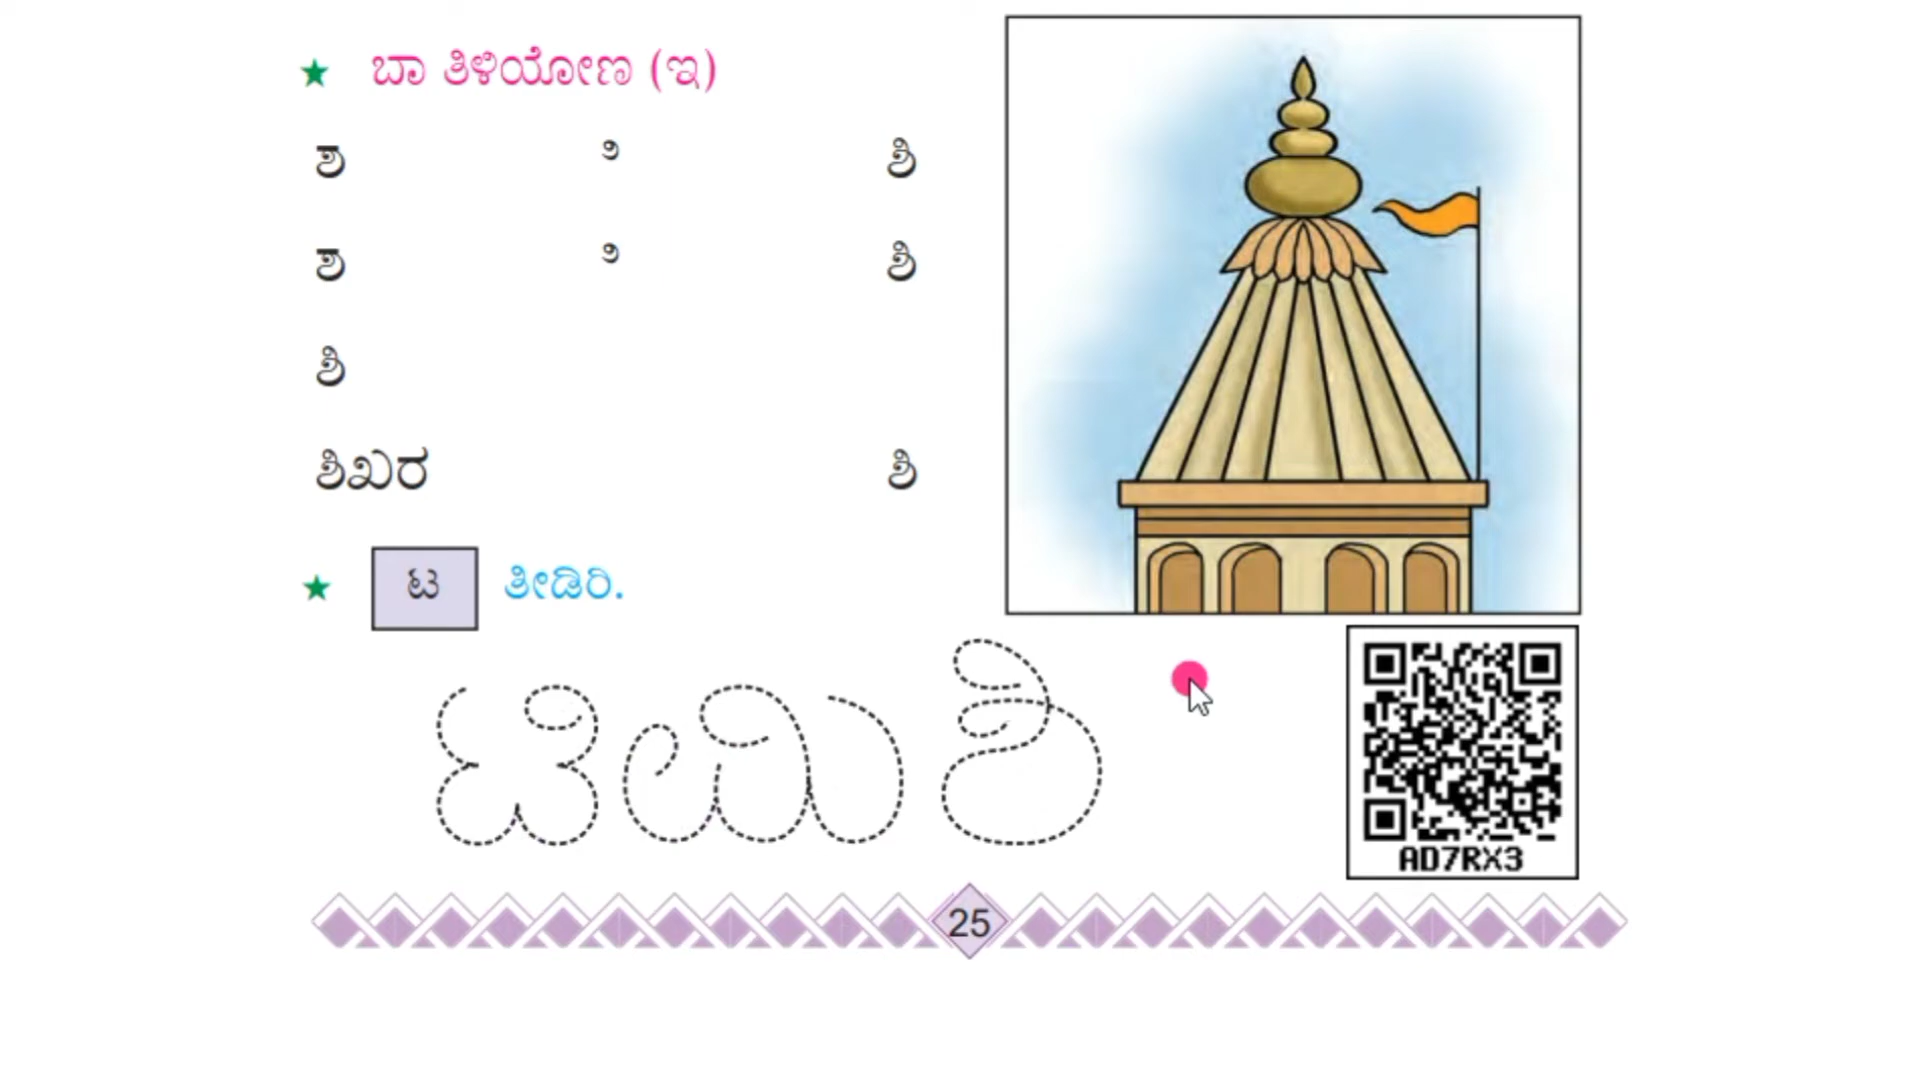 ಬಾ ತಿಳಿಯೋಣ (ಇ)
ಶ ಿ ಶಿ
ಶ ಿ ಶಿ
ಶಿ
ಶಿಖರ ಶಿ
ಟ ತೀಡಿರಿ.
ಟ ೀ ಮಿ ಶಿ
AD7RX3
25